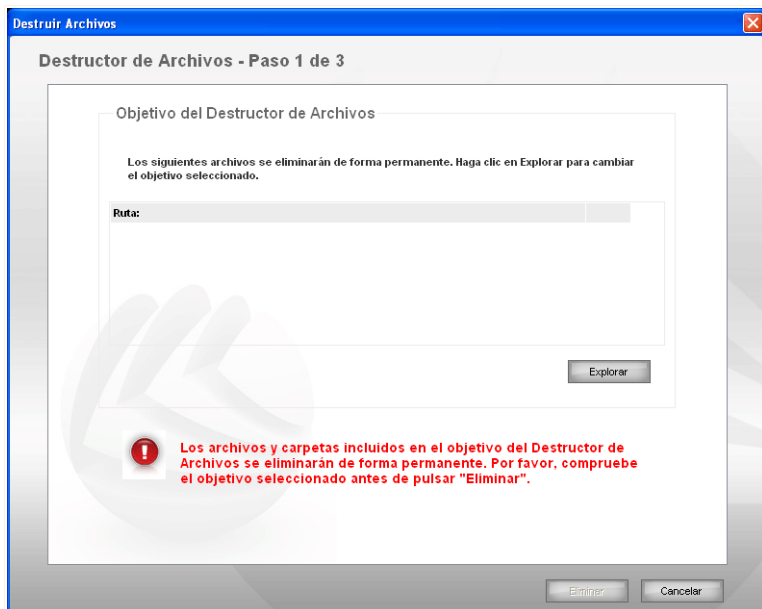 Destruir Archivos
Destructor de Archivos - Paso 1 de 3
Objetivo del Destructor de Archivos
Los siguientes archivos se eliminarán de forma permanente. Haga clic en Explorar para cambiar
el objetivo seleccionado.
Ruta:
Explorar
Los archivos y carpetas incluidos en el objetivo del Destructor de
Archivos se eliminarán de forma permanente. Por favor, compruebe
el objetivo seleccionado antes de pulsar "Eliminar".
Eliminar
Cancelar